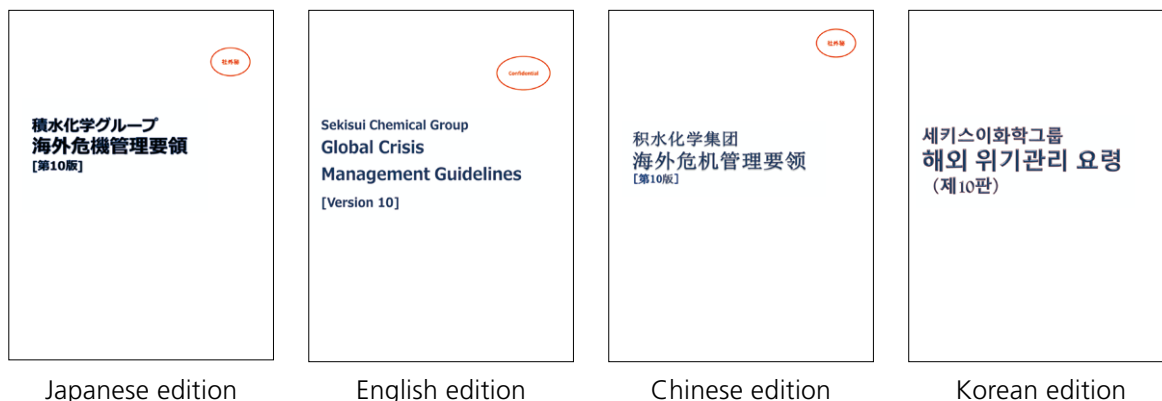 社外秘
積水化学グループ
海外危機管理要領
[第10版]
Japanese edition
Confidential
Sekisui Chemical Group
Global Crisis
Management Guidelines
[Version 10]
English edition
社外秘
积水化学集团
海外危机管理要领
[第10版]
Chinese edition
세키스이화학그룹
해외 위기관리 요령
(제10판)
Korean edition